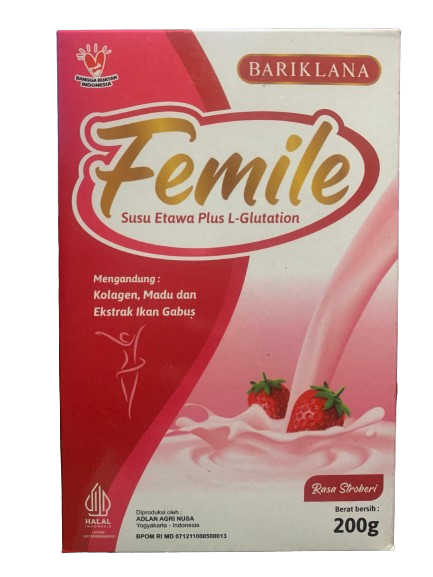 BANGGA BUATAN
INDONESIA
BARIKLANA
Femile
Susu Etawa Plus L-Glutation
Mengandung :
Kolagen, Madu dan
Ekstrak Ikan Gabus
Rasa Stroberi
Berat bersih :
200g
HALAL
INDONESIA
Diproduksi oleh :
ADLAN AGRI NUSA
Yogyakarta - Indonesia
BPOM RI MD 071211000500013